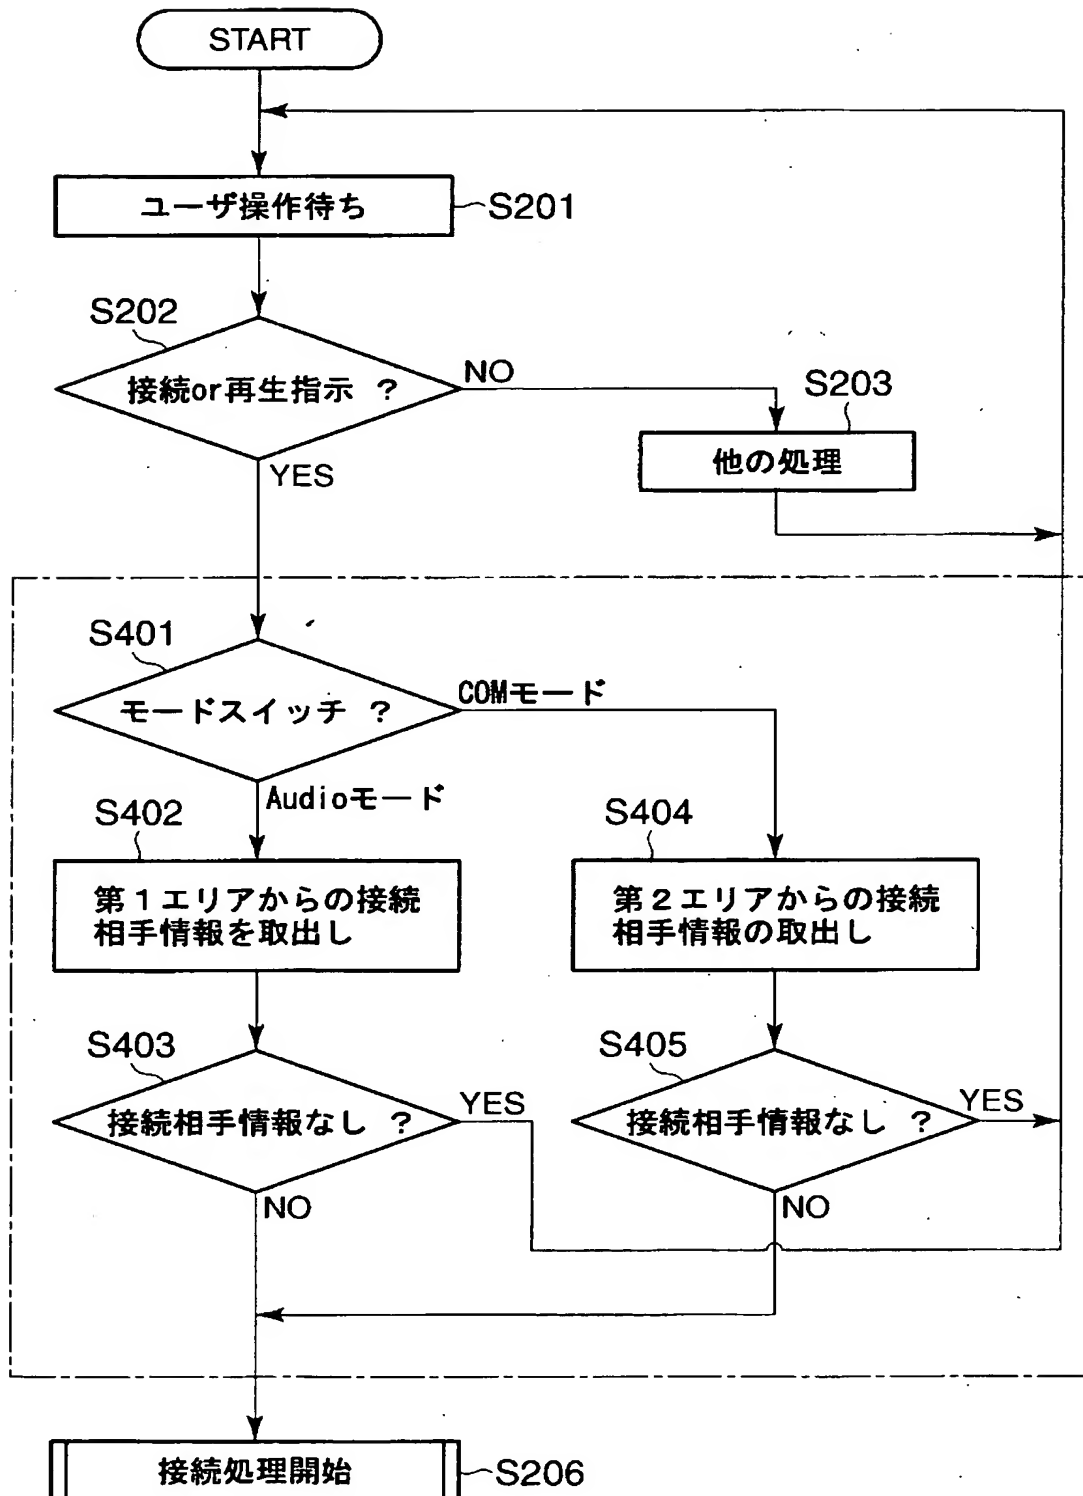 START
ユーザ操作待ち
S201
S202
接続or再生指示 ?
NO
YES
S203
他の処理
S401
モードスイッチ ?
COMモード
Audioモード
S402
第1エリアからの接続
相手情報を取出し
S404
第2エリアからの接続
相手情報の取出し
S403
接続相手情報なし ?
YES
NO
S405
接続相手情報なし ?
YES
NO
接続処理開始
S206